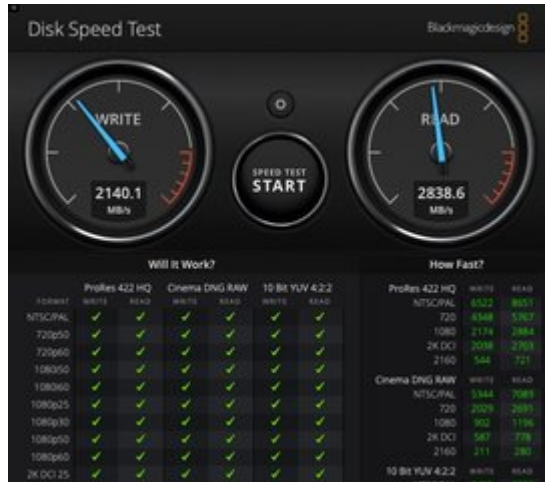 Disk Speed Test
Blackmagicdesign
WRITE
2140.1
MB/s
SPEED TEST
START
READ
2838.6
MB/s
Will It Work?
ProRes 422 HQ Cinema DNG RAW 10 Bit YUV 4:2:2
FORMAT WRITE READ WRITE READ WRITE READ
NTSC/PAL ✓ ✓ ✓ ✓ ✓ ✓
720p50 ✓ ✓ ✓ ✓ ✓ ✓
720p60 ✓ ✓ ✓ ✓ ✓ ✓
1080i50 ✓ ✓ ✓ ✓ ✓ ✓
1080i60 ✓ ✓ ✓ ✓ ✓ ✓
1080p25 ✓ ✓ ✓ ✓ ✓ ✓
1080p30 ✓ ✓ ✓ ✓ ✓ ✓
1080p50 ✓ ✓ ✓ ✓ ✓ ✓
1080p60 ✓ ✓ ✓ ✓ ✓ ✓
2K DCI 25 ✓ ✓ ✓ ✓ ✓ ✓
How Fast?
ProRes 422 HQ WRITE READ
NTSC/PAL 6522 8651
720 4348 5767
1080 2174 2884
2K DCI 2038 2703
2160 544 721
Cinema DNG RAW WRITE READ
NTSC/PAL 5344 7089
720 2029 2691
1080 902 1196
2K DCI 587 778
2160 211 280
10 Bit YUV 4:2:2 WRITE READ